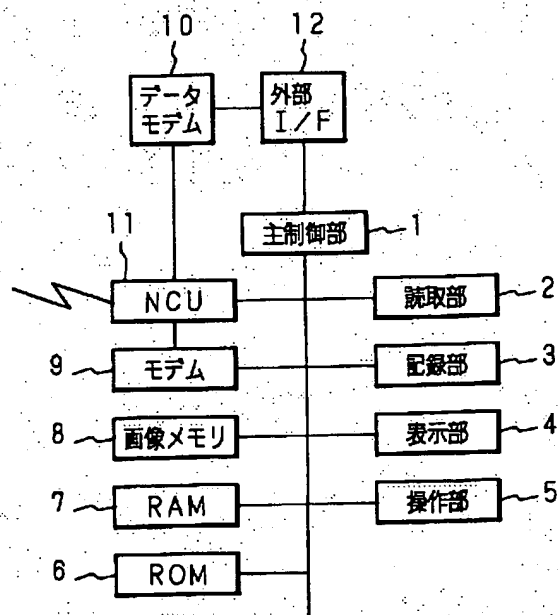 10
12
データ
モデム
外部
I/F
主制御部
1
11
NCU
読取部
2
9
モデム
記録部
3
8
画像メモリ
表示部
4
7
RAM
操作部
5
6
ROM